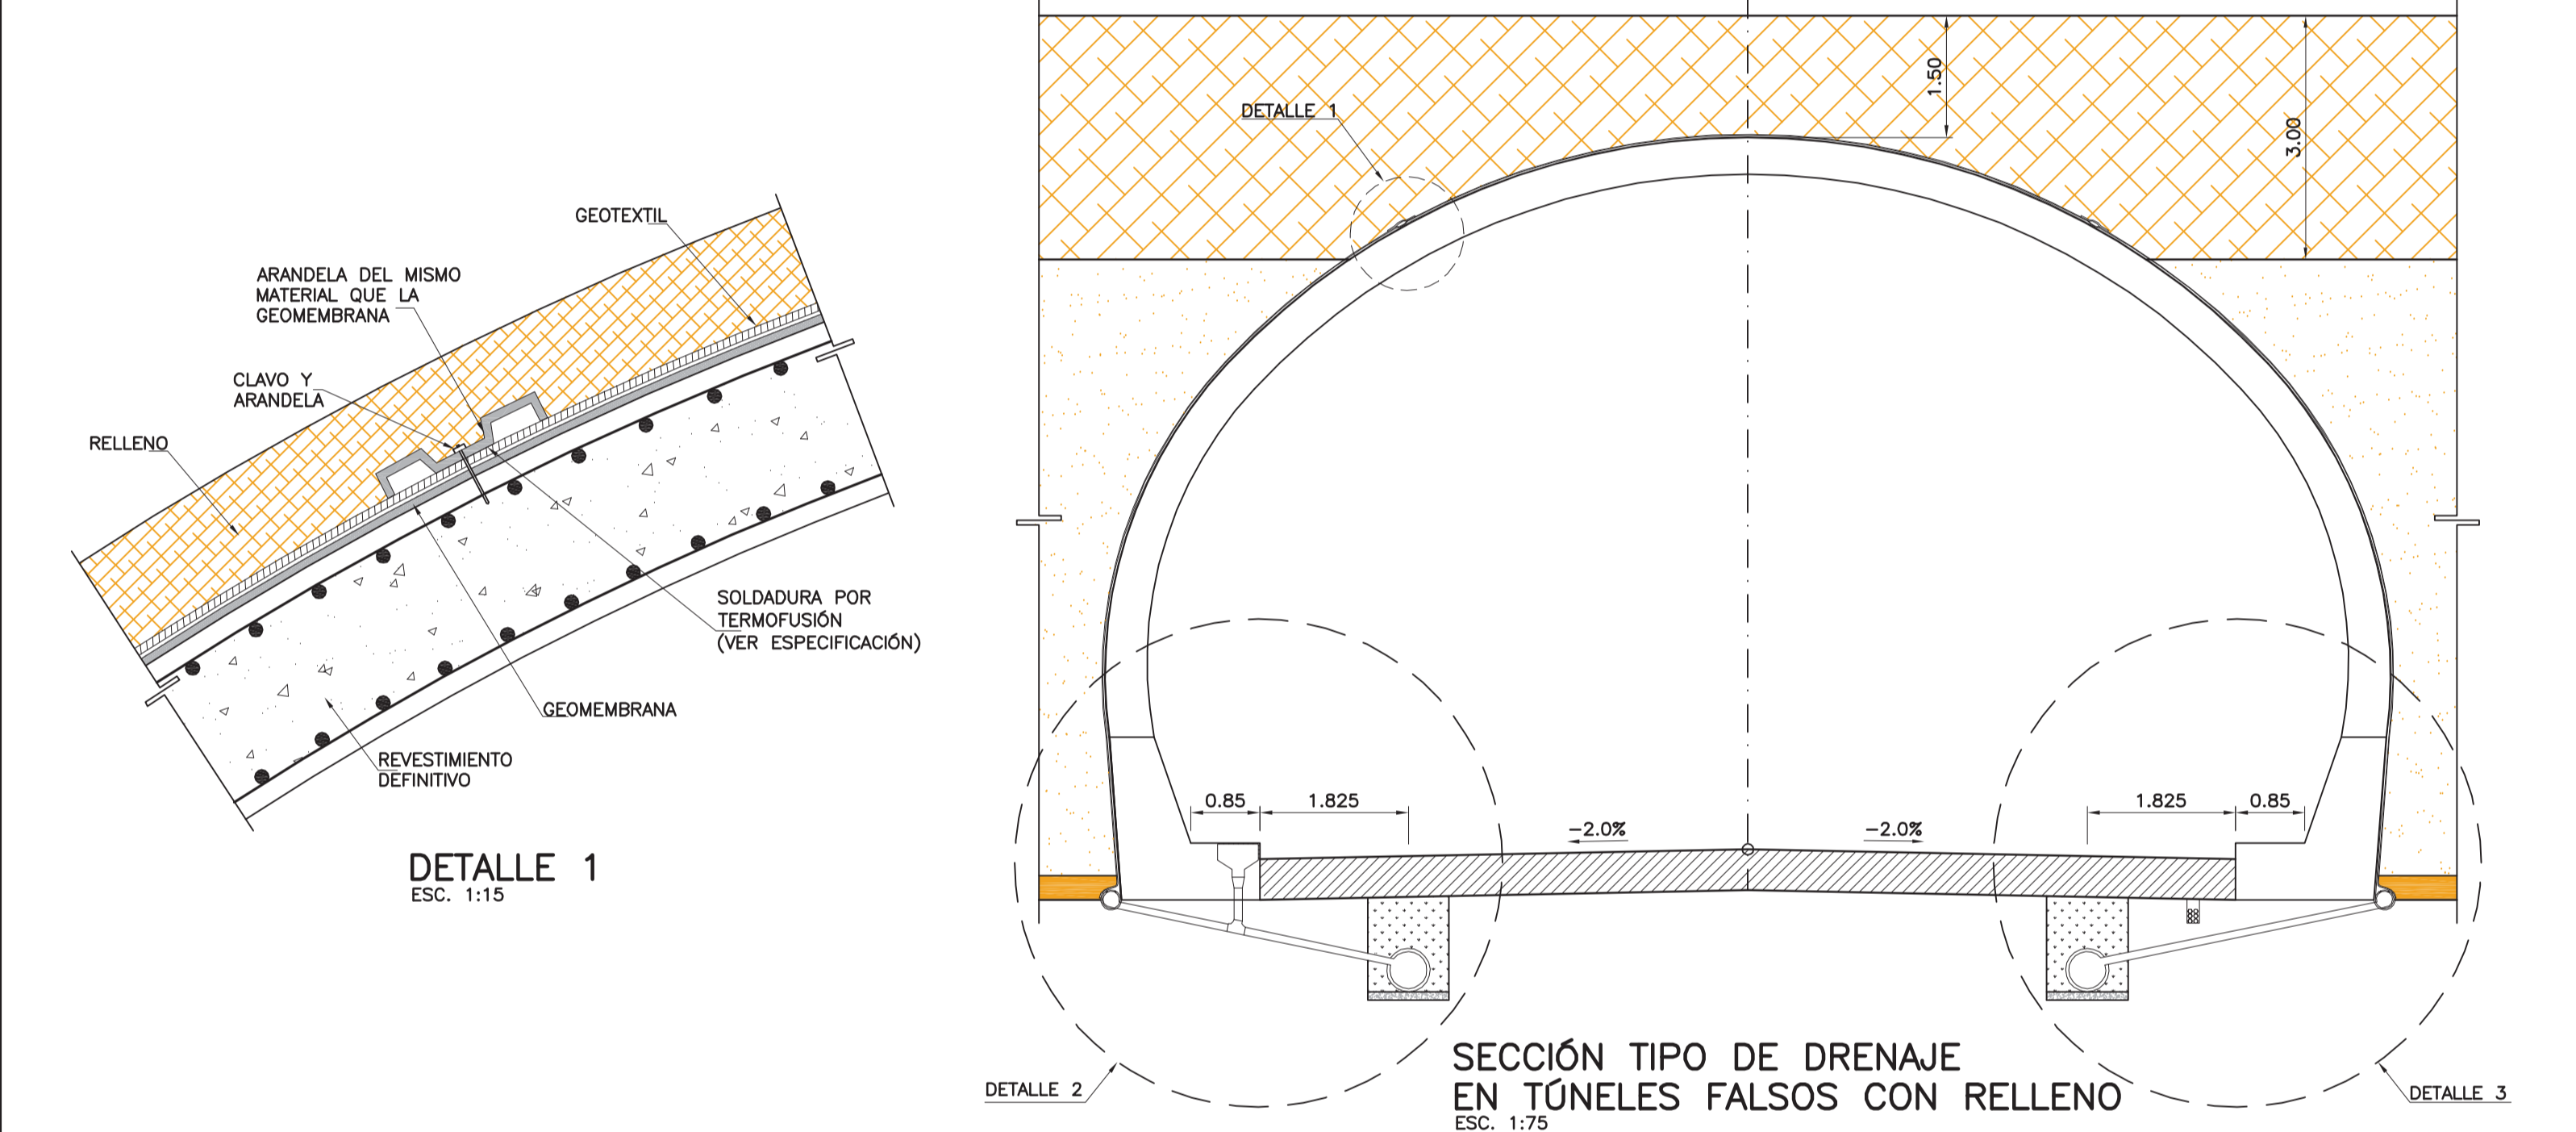 GEOTEXTIL
ARANDELA DEL MISMO
MATERIAL QUE LA
GEOMEMBRANA
CLAVO Y
ARANDELA
RELLENO
SOLDADURA POR
TERMOFUSIÓN
(VER ESPECIFICACIÓN)
GEOMEMBRANA
REVESTIMIENTO
DEFINITIVO
DETALLE 1
ESC. 1:15
DETALLE 1
1.50
3.00
0.85
1.825
-2.0%
-2.0%
1.825
0.85
DETALLE 2
DETALLE 3
SECCIÓN TIPO DE DRENAJE
EN TÚNELES FALSOS CON RELLENO
ESC. 1:75